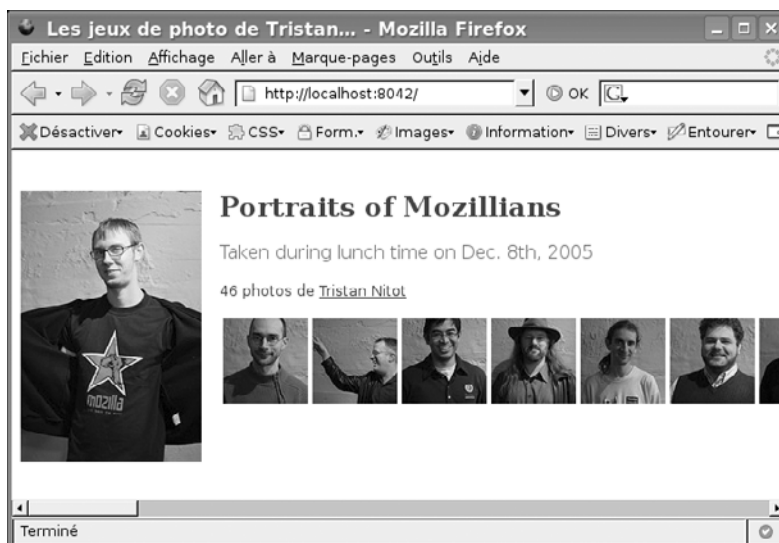 Les jeux de photo de Tristan... - Mozilla Firefox
Fichier Edition Affichage Aller à Marque-pages Outils Aide
http://localhost:8042/ OK G
Désactiver Cookies CSS Form. Images Information Divers Entourer
Portraits of Mozillians
Taken during lunch time on Dec. 8th, 2005
46 photos de Tristan Nitot
mozilla
Terminé